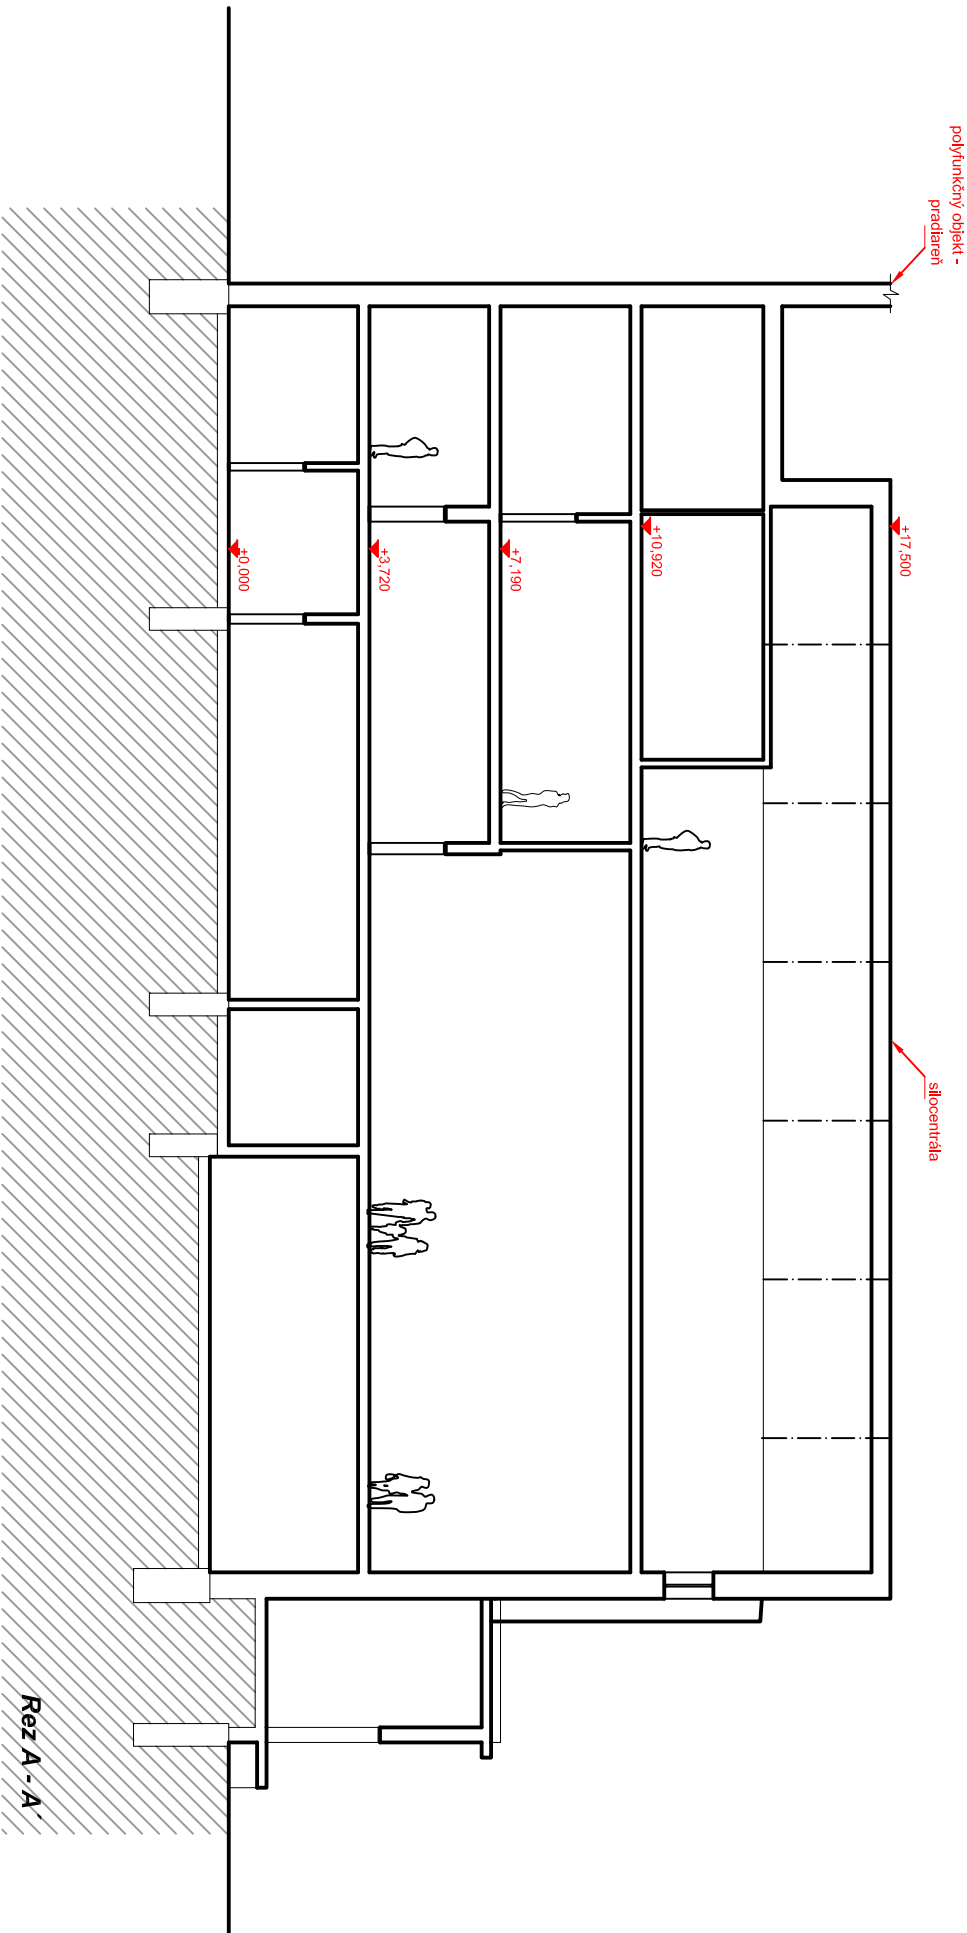 polyfunkčný objekt -
pradiareň
+17,500
+10,920
+7,190
+3,720
+0,000
silocentrála
Rez A - A´